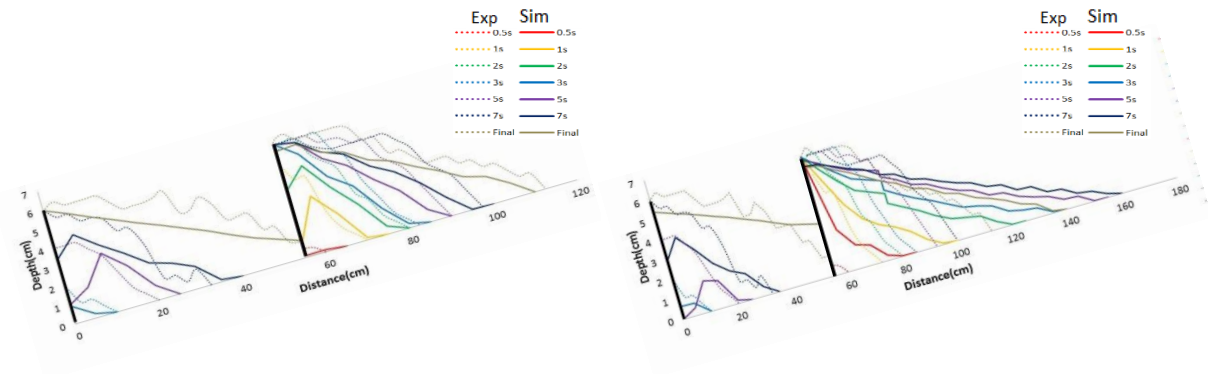 Exp Sim
0.5s 0.5s
1s 1s
2s 2s
3s 3s
5s 5s
7s 7s
Final Final
7
6
5
4
3
2
1
0
Depth(cm)
0
20
40
60
80
100
120
Distance(cm)
Exp Sim
0.5s 0.5s
1s 1s
2s 2s
3s 3s
5s 5s
7s 7s
Final Final
7
6
5
4
3
2
1
0
Depth(cm)
0
20
40
60
80
100
120
140
160
180
Distance(cm)